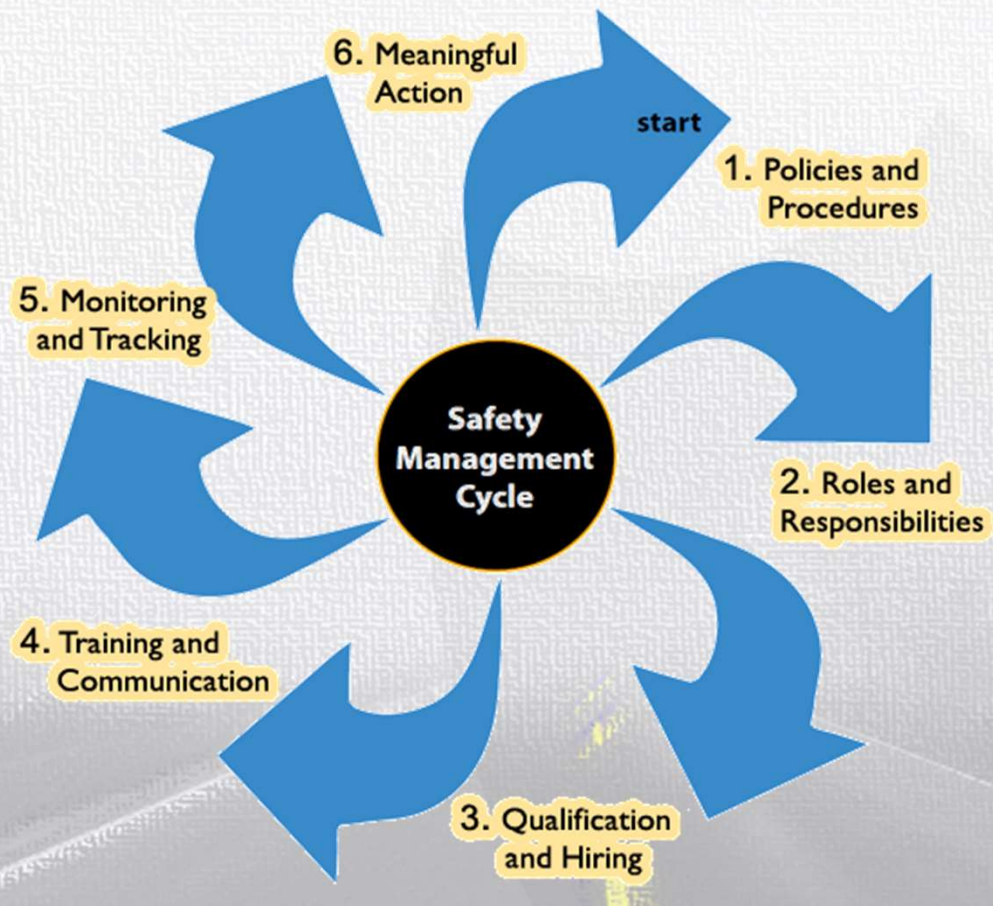 start
1. Policies and
Procedures
2. Roles and
Responsibilities
3. Qualification
and Hiring
4. Training and
Communication
5. Monitoring
and Tracking
6. Meaningful
Action
Safety
Management
Cycle